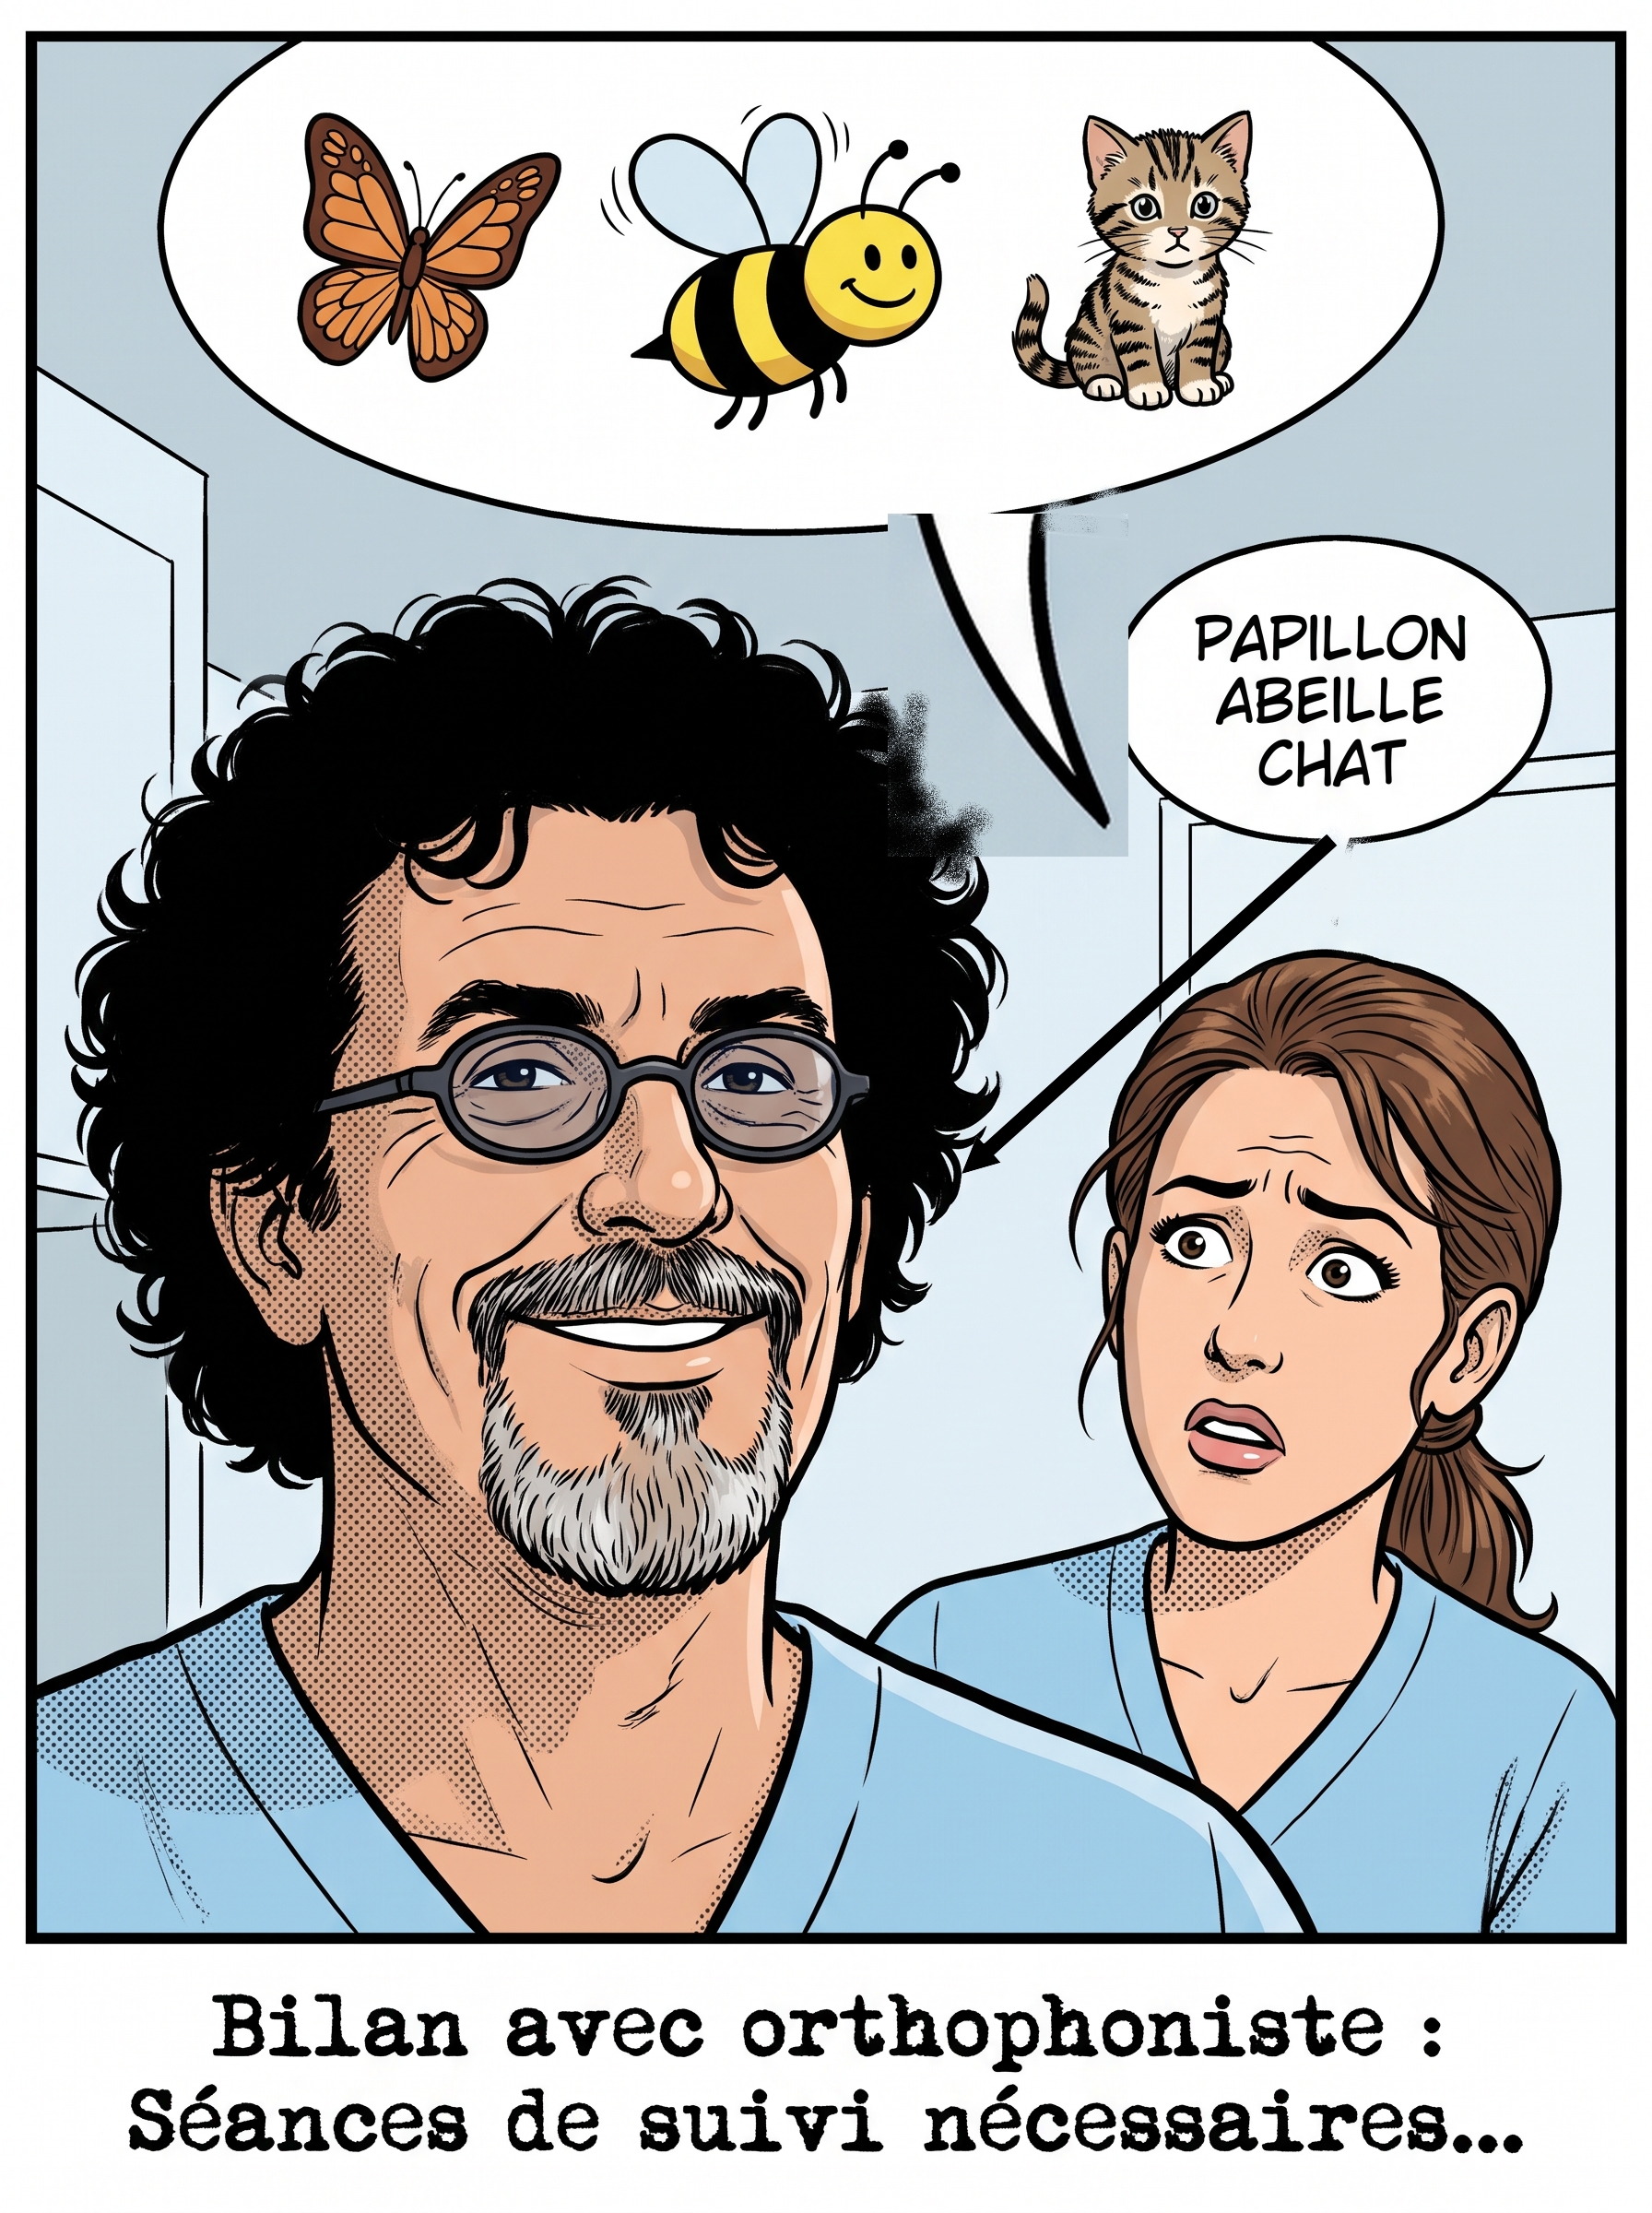 PAPILLON
ABEILLE
CHAT
Bilan avec orthophoniste :
Séances de suivi nécessaires...